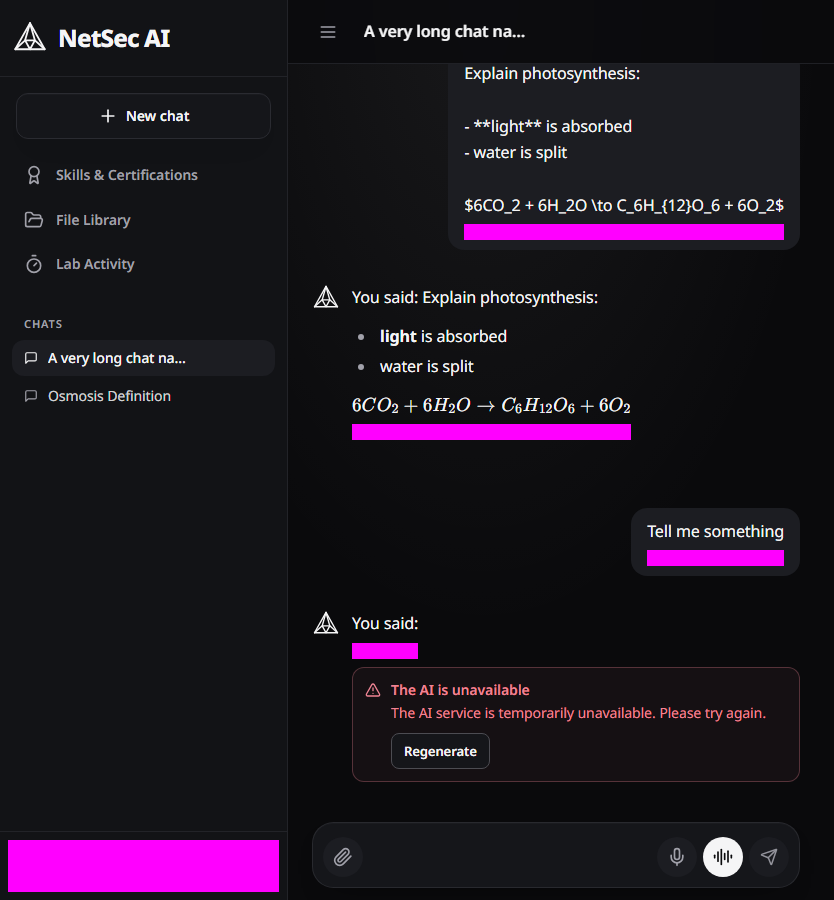 NetSec AI
New chat
Skills & Certifications
File Library
Lab Activity
CHATS
A very long chat na...
Osmosis Definition
A very long chat na...
Explain photosynthesis:
- **light** is absorbed
- water is split
$6CO_2 + 6H_2O \to C_6H_{12}O_6 + 6O_2$
You said: Explain photosynthesis:
• light is absorbed
• water is split
6CO₂ + 6H₂O → C₆H₁₂O₆ + 6O₂
Tell me something
You said:
The AI is unavailable
The AI service is temporarily unavailable. Please try again.
Regenerate